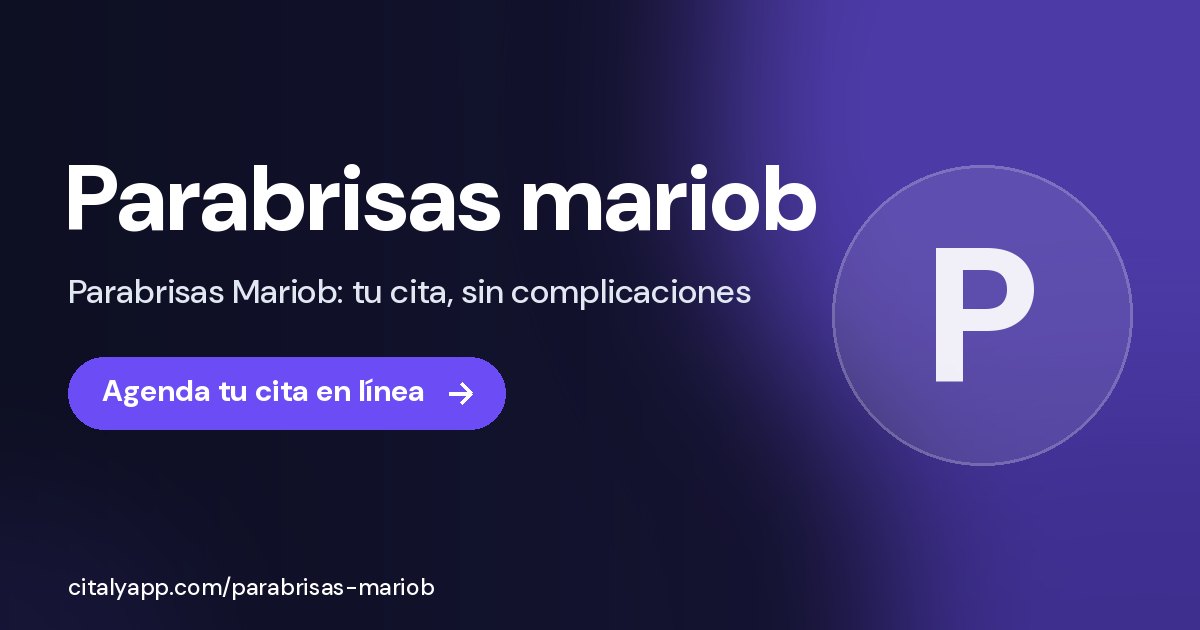 Parabrisas mariob
Parabrisas Mariob: tu cita, sin complicaciones
P
Agenda tu cita en línea →
citalyapp.com/parabrisas-mariob